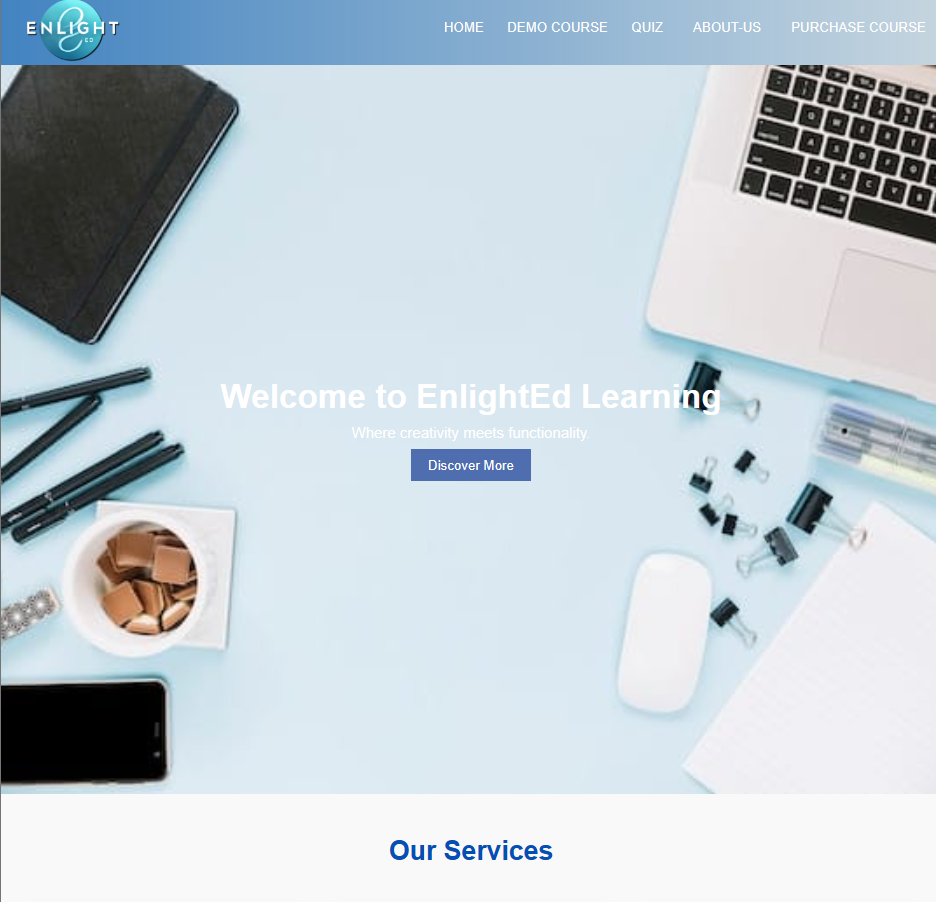 ENLIGHT
ED
HOME DEMO COURSE QUIZ ABOUT-US PURCHASE COURSE
Welcome to EnlightEd Learning
Where creativity meets functionality.
Discover More
Our Services